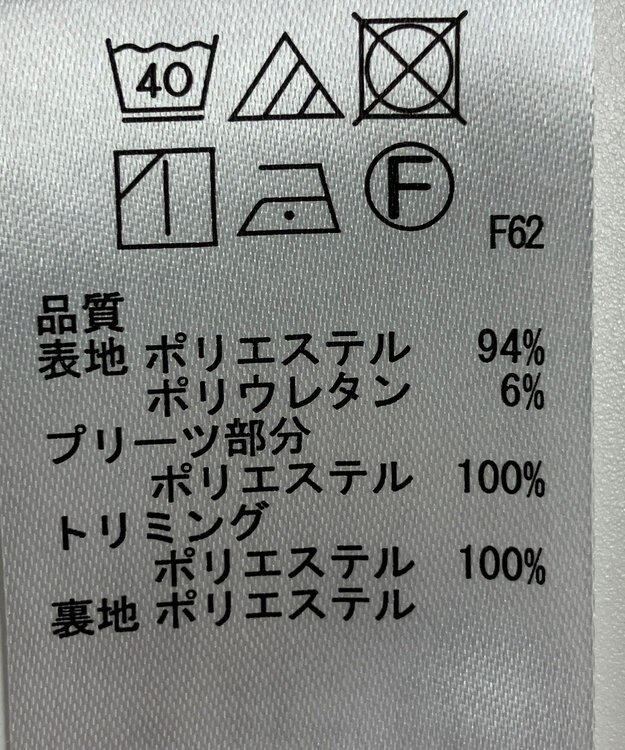 40
F
F62
品質
表地 ポリエステル 94%
ポリウレタン 6%
プリーツ部分
ポリエステル 100%
トリミング
ポリエステル 100%
裏地 ポリエステル